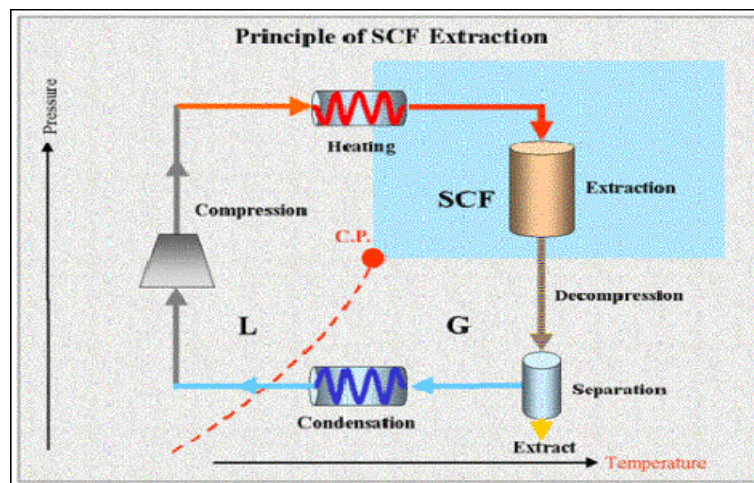 Principle of SCF Extraction
Pressure
Heating
Extraction
SCF
Compression
C.P.
Decompression
L
G
Separation
Condensation
Extract
Temperature